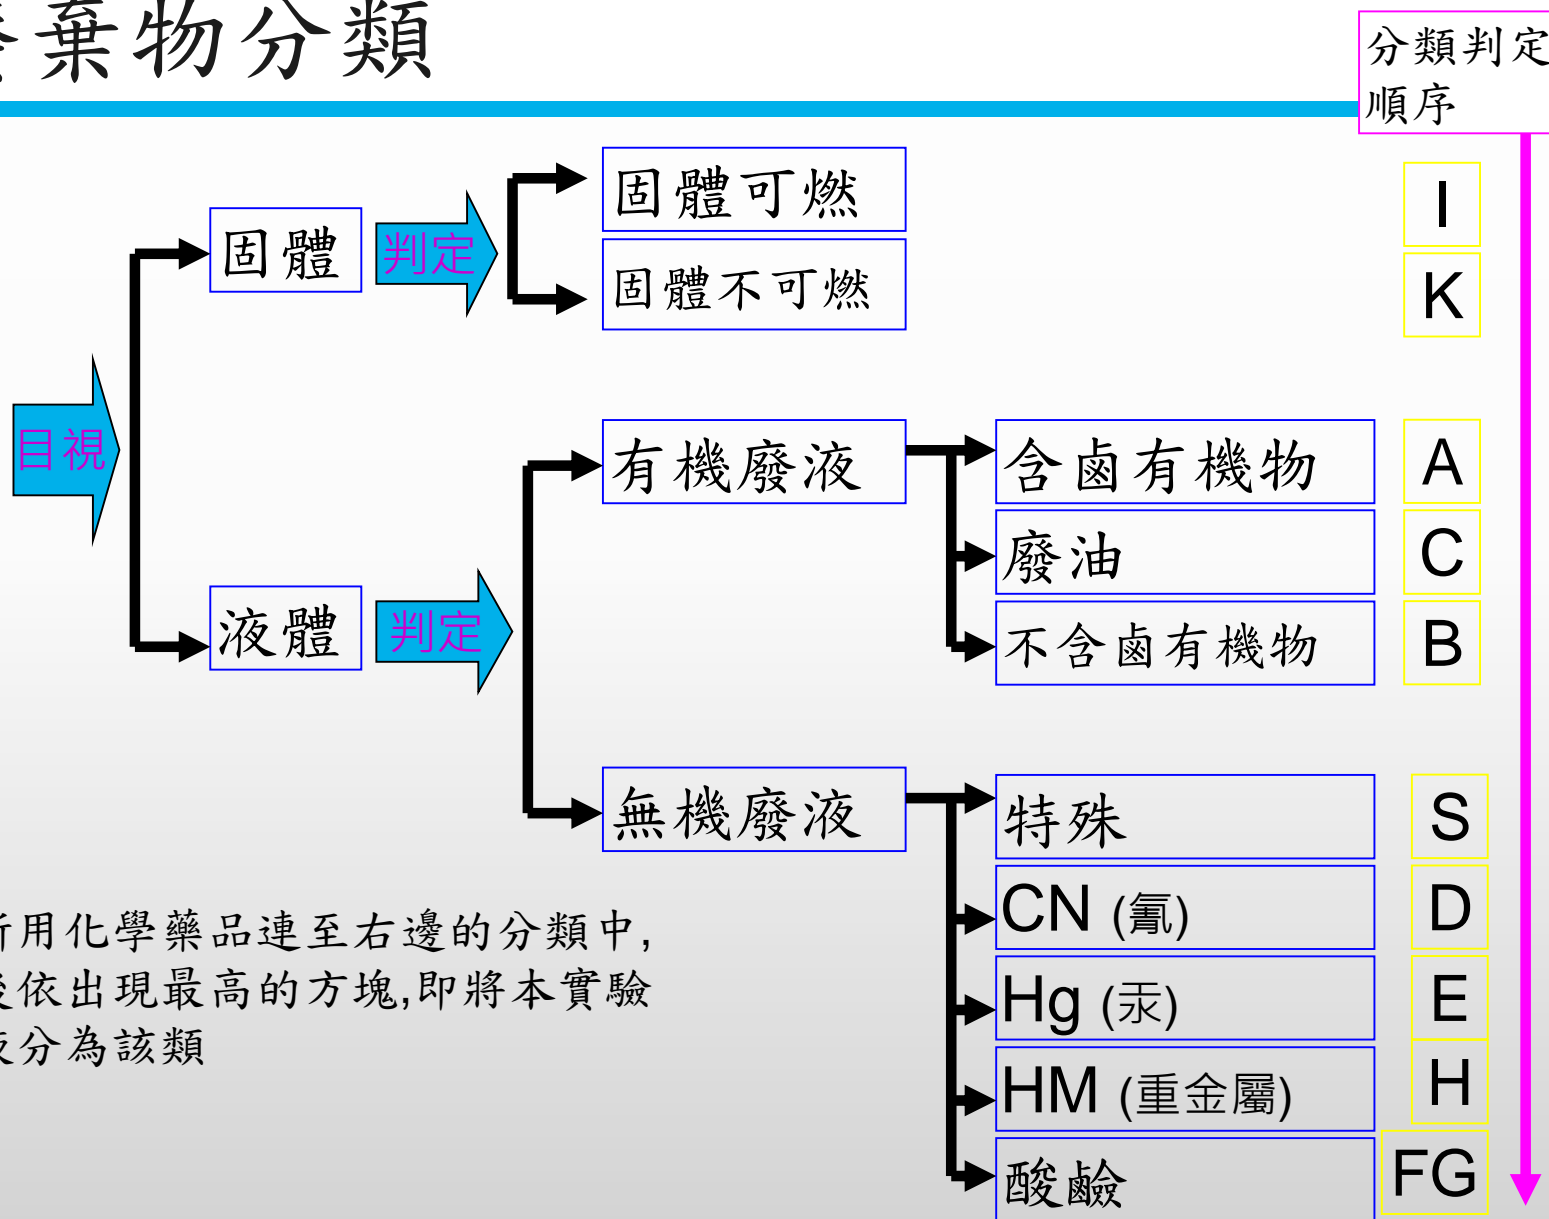 棄物分類
分類判定
順序
固體可燃
I
固體
判定
固體不可燃
K
目視
有機廢液
含鹵有機物
A
廢油
C
液體
判定
不含鹵有機物
B
無機廢液
特殊
S
CN (氰)
D
所用化學藥品連至右邊的分類中,
後依出現最高的方塊,即將本實驗
液分為該類
Hg (汞)
E
HM (重金屬)
H
酸鹼
FG